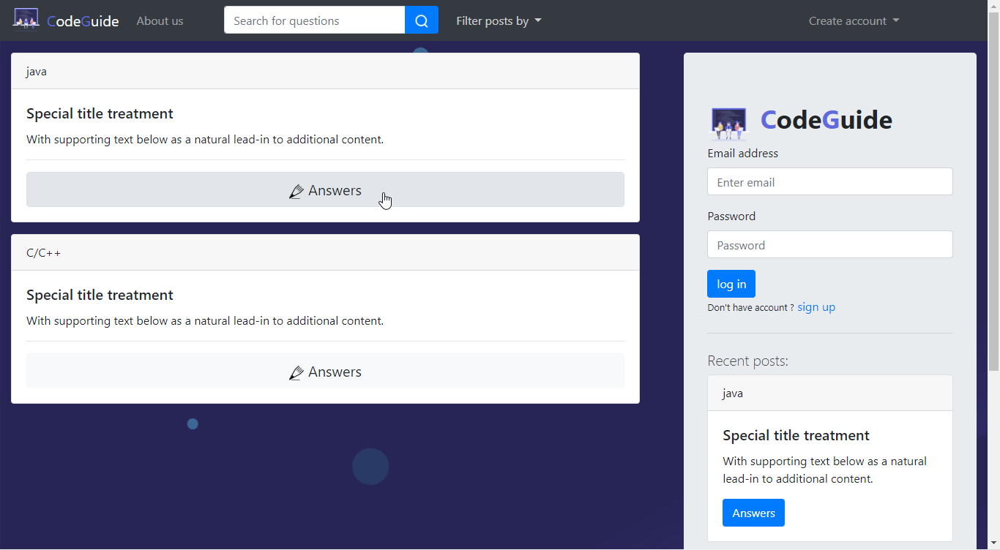 CodeGuide About us Search for questions Filter posts by Create account
java
Special title treatment
With supporting text below as a natural lead-in to additional content.
Answers
C/C++
Special title treatment
With supporting text below as a natural lead-in to additional content.
Answers
CodeGuide
Email address
Enter email
Password
Password
log in
Don't have account ? sign up
Recent posts:
java
Special title treatment
With supporting text below as a natural
lead-in to additional content.
Answers